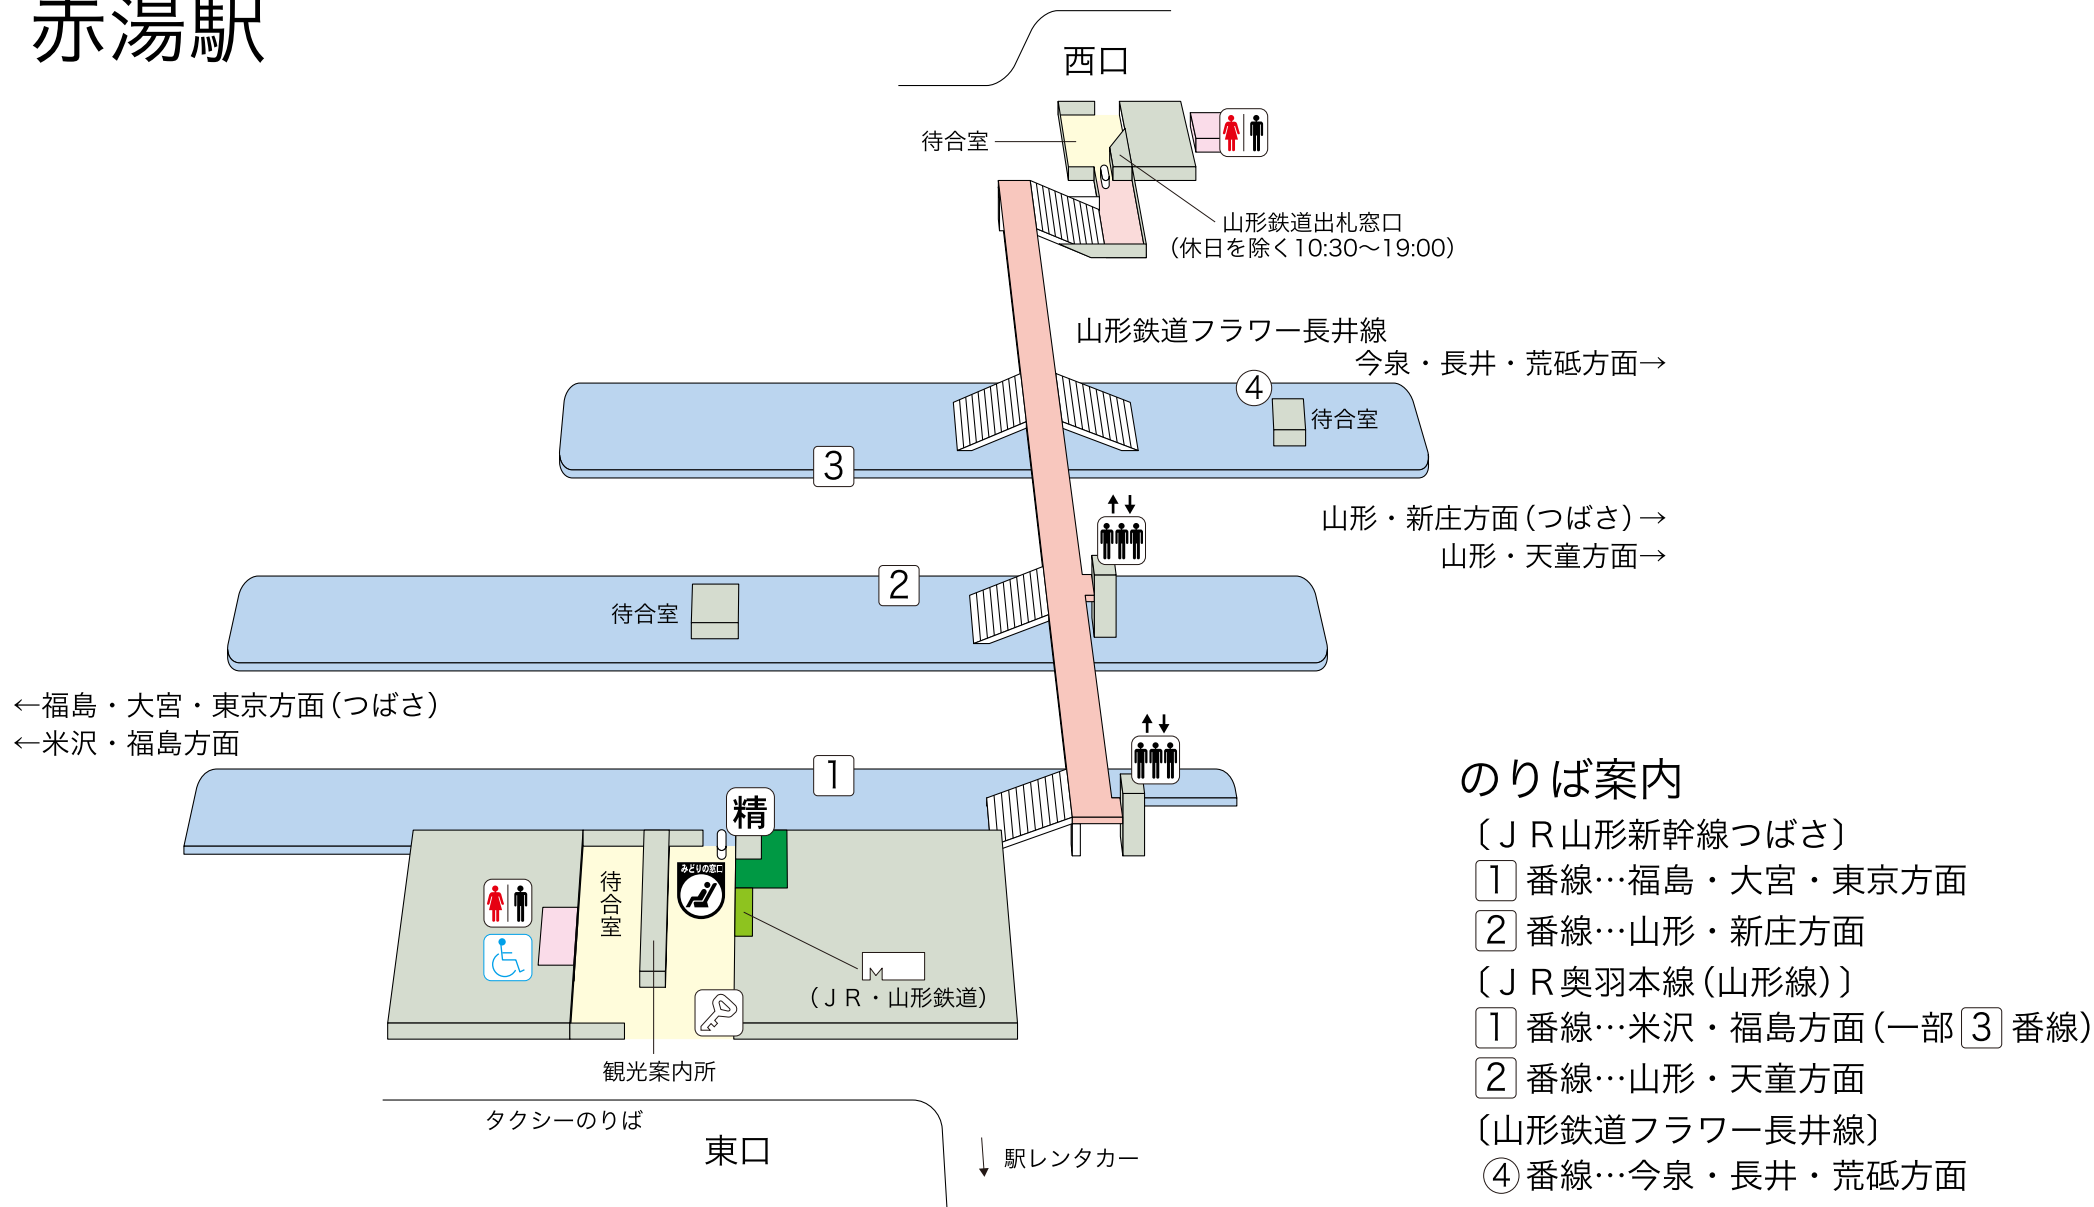 赤湯駅
西口
待合室
山形鉄道出札窓口
(休日を除く10:30〜19:00)
山形鉄道フラワー長井線
今泉・長井・荒砥方面→
4
待合室
3
山形・新庄方面(つばさ)→
山形・天童方面→
2
待合室
←福島・大宮・東京方面(つばさ)
←米沢・福島方面
1
精
みどりの窓口
待合室
(JR・山形鉄道)
観光案内所
タクシーのりば
東口
駅レンタカー
のりば案内
〔JR山形新幹線つばさ〕
1 番線…福島・大宮・東京方面
2 番線…山形・新庄方面
〔JR奥羽本線(山形線)〕
1 番線…米沢・福島方面(一部 3 番線)
2 番線…山形・天童方面
〔山形鉄道フラワー長井線〕
④番線…今泉・長井・荒砥方面